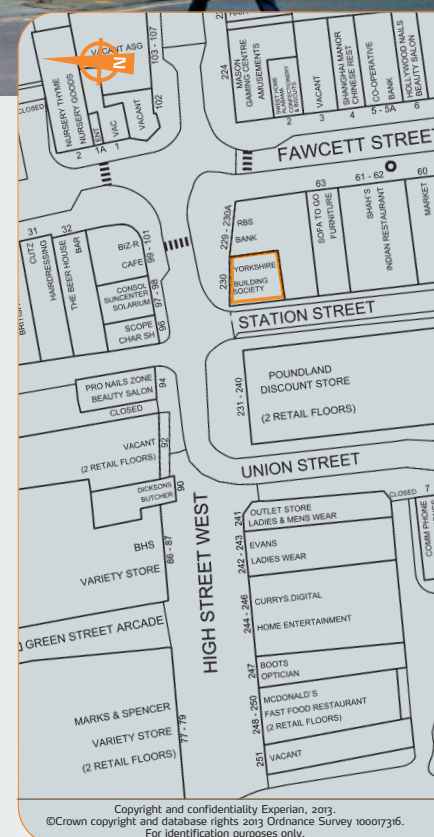 N
VACANT ASG
103 - 107
CLOSED
NURSERY THYME
NURSERY GOODS
2
1A
ENT
1
VAC
VACANT
102
224
MASON
GAMING CENTRE
AMUSEMENTS
SWEET HOME
ALABAMA
CONFECTIONERY
& BISCUITS
2
VACANT
3
SHANGHAI MANOR
CHINESE REST
4
CO-OPERATIVE
BANK
5 - 5A
HOLLYWOOD NAILS
BEAUTY SALON
6
FAWCETT STREET
31
CUTZ
HAIRDRESSING
32
THE BEER HOUSE
BAR
BIZ-R
CAFE
99 - 101
CONSOL
SUNCENTER
SOLARIUM
97 - 98
SCOPE
CHAR SH
96
229 - 230A
RBS
BANK
230
YORKSHIRE
BUILDING
SOCIETY
63
SOFA TO GO
FURNITURE
61 - 62
SHAH'S
INDIAN RESTAURANT
60
MARKET
STATION STREET
PRO NAILS ZONE
BEAUTY SALON
94
CLOSED
VACANT
(2 RETAIL FLOORS)
92
DICKSONS
BUTCHER
90
231 - 240
POUNDLAND
DISCOUNT STORE
(2 RETAIL FLOORS)
UNION STREET
BHS
VARIETY STORE
86 - 87
HIGH STREET WEST
GREEN STREET ARCADE
MARKS & SPENCER
VARIETY STORE
(2 RETAIL FLOORS)
77 - 79
241
OUTLET STORE
LADIES & MENS WEAR
242 - 243
EVANS
LADIES WEAR
244 - 246
CURRYS.DIGITAL
HOME ENTERTAINMENT
247
BOOTS
OPTICIAN
248 - 250
MCDONALD'S
FAST FOOD RESTAURANT
(2 RETAIL FLOORS)
251
VACANT
CLOSED
7
COMM PHONE
Copyright and confidentiality Experian, 2013.
©Crown copyright and database rights 2013 Ordnance Survey 100017316.
For identification purposes only.